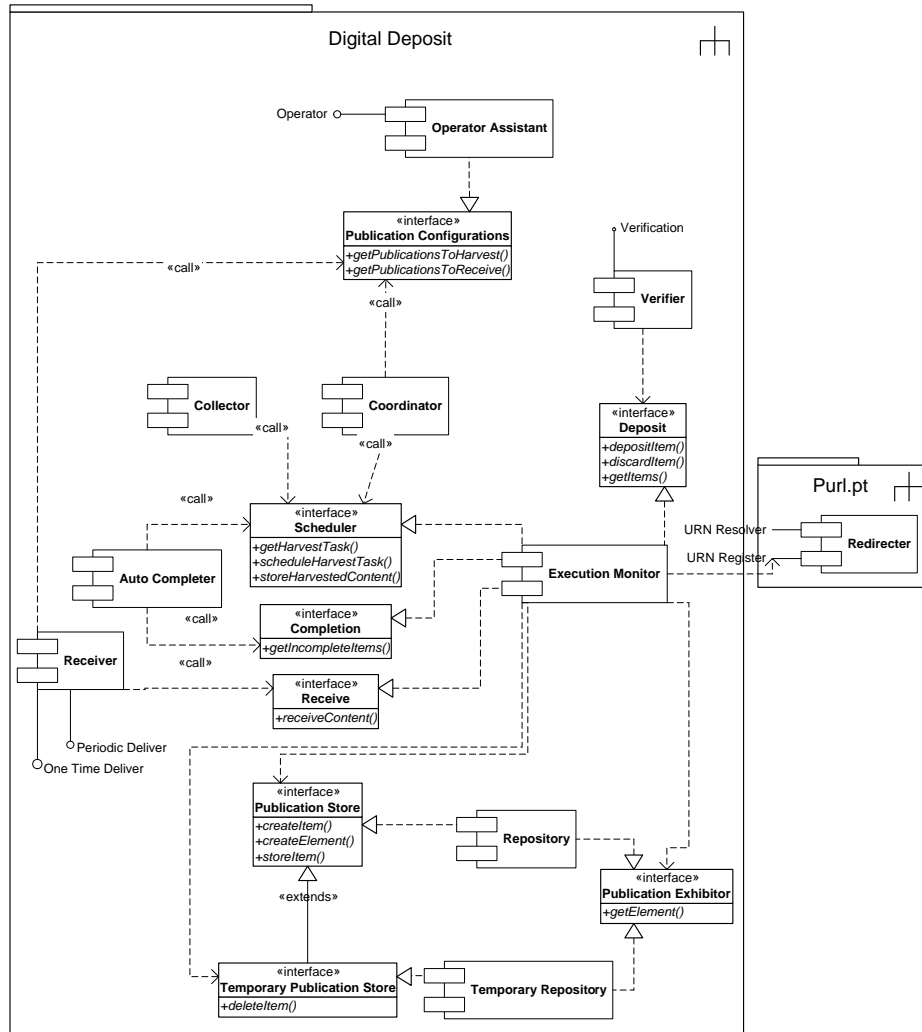 Digital Deposit
Operator
Operator Assistant
«interface»
Publication Configurations
+getPublicationsToHarvest()
+getPublicationsToReceive()
Verification
Verifier
«call»
«call»
Collector
Coordinator
«call»
«call»
«interface»
Deposit
+depositItem()
+discardItem()
+getItems()
Purl.pt
URN Resolver
URN Register
Redirecter
«call»
«interface»
Scheduler
+getHarvestTask()
+scheduleHarvestTask()
+storeHarvestedContent()
Execution Monitor
Auto Completer
«call»
«interface»
Completion
+getIncompleteItems()
Receiver
«call»
«interface»
Receive
+receiveContent()
Periodic Deliver
One Time Deliver
«interface»
Publication Store
+createItem()
+createElement()
+storeItem()
Repository
«interface»
Publication Exhibitor
+getElement()
«extends»
«interface»
Temporary Publication Store
+deleteItem()
Temporary Repository